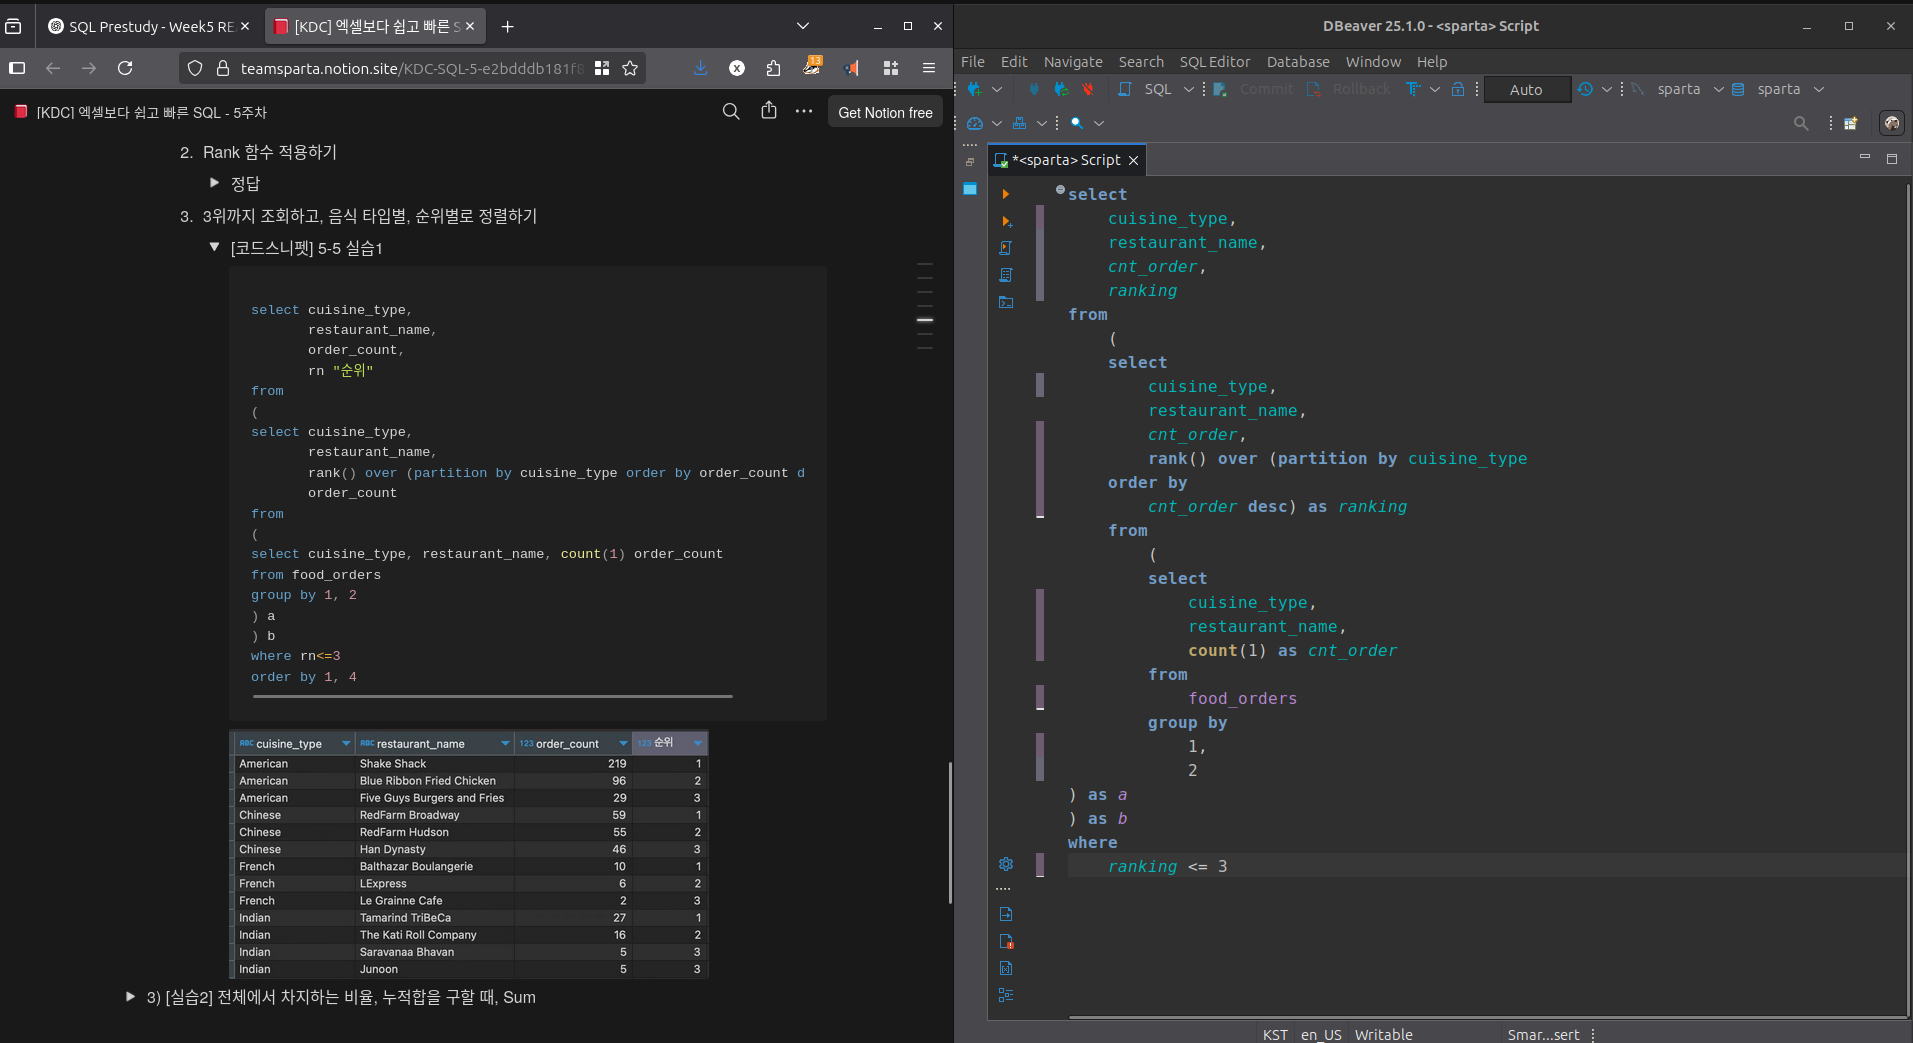 SQL Prestudy - Week5 RE
[KDC] 엑셀보다 쉽고 빠른 S
teamsparta.notion.site/KDC-SQL-5-e2bdddb181f8
13
[KDC] 엑셀보다 쉽고 빠른 SQL - 5주차
Get Notion free
2. Rank 함수 적용하기
정답
3. 3위까지 조회하고, 음식 타입별, 순위별로 정렬하기
[코드스니펫] 5-5 실습1
select cuisine_type,
restaurant_name,
order_count,
rn "순위"
from
(
select cuisine_type,
restaurant_name,
rank() over (partition by cuisine_type order by order_count d
order_count
from
(
select cuisine_type, restaurant_name, count(1) order_count
from food_orders
group by 1, 2
) a
) b
where rn<=3
order by 1, 4
ABC cuisine_type ABC restaurant_name 123 order_count 123 순위
American Shake Shack 219 1
American Blue Ribbon Fried Chicken 96 2
American Five Guys Burgers and Fries 29 3
Chinese RedFarm Broadway 59 1
Chinese RedFarm Hudson 55 2
Chinese Han Dynasty 46 3
French Balthazar Boulangerie 10 1
French LExpress 6 2
French Le Grainne Cafe 2 3
Indian Tamarind TriBeCa 27 1
Indian The Kati Roll Company 16 2
Indian Saravanaa Bhavan 5 3
Indian Junoon 5 3
3) [실습2] 전체에서 차지하는 비율, 누적합을 구할 때, Sum
DBeaver 25.1.0 - <sparta> Script
File Edit Navigate Search SQL Editor Database Window Help
SQL Commit Rollback Auto sparta sparta
*<sparta> Script
select
cuisine_type,
restaurant_name,
cnt_order,
ranking
from
(
select
cuisine_type,
restaurant_name,
cnt_order,
rank() over (partition by cuisine_type
order by
cnt_order desc) as ranking
from
(
select
cuisine_type,
restaurant_name,
count(1) as cnt_order
from
food_orders
group by
1,
2
) as a
) as b
where
ranking <= 3
KST en_US Writable Smar...sert